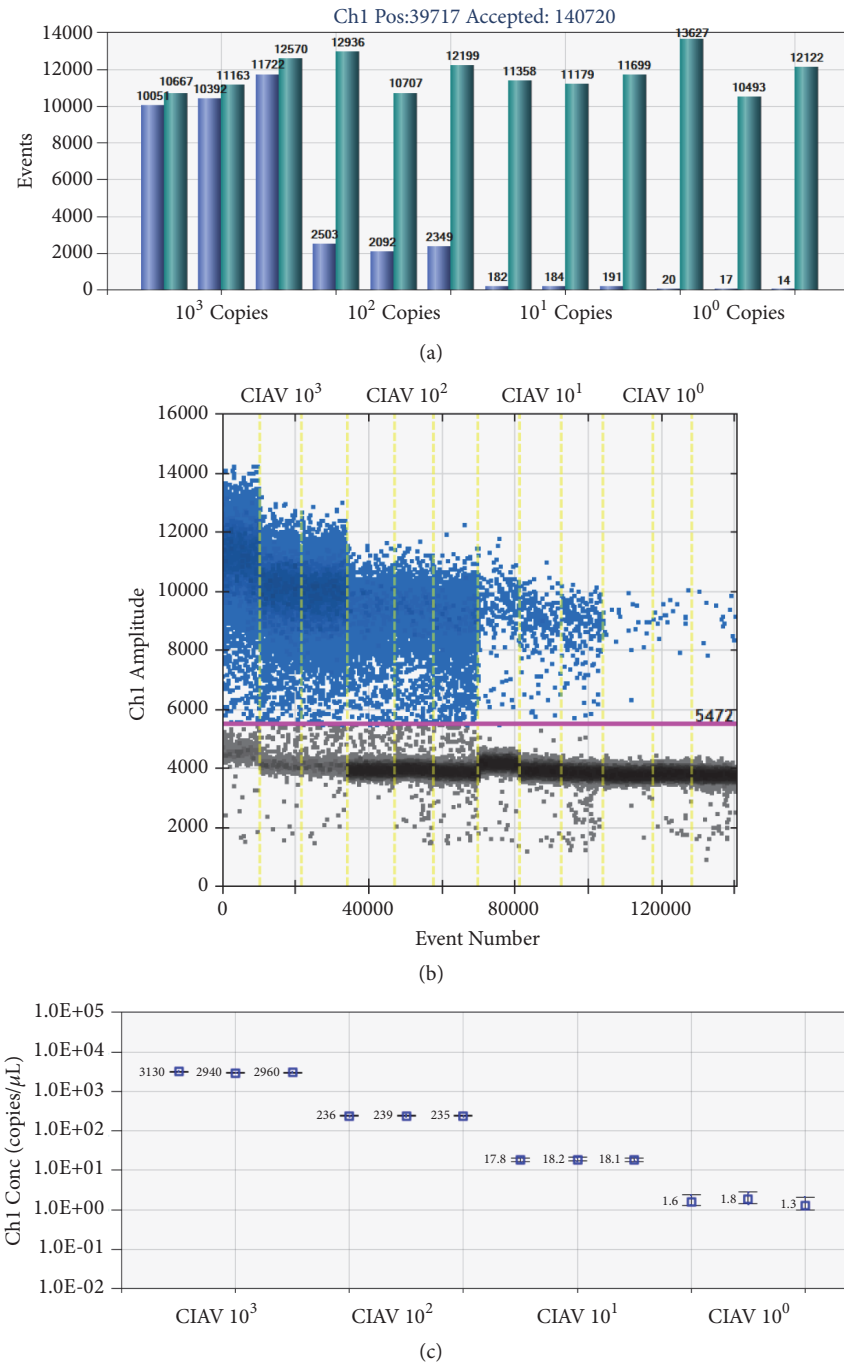 Ch1 Pos:39717 Accepted: 140720
14000
12000
10000
8000
6000
4000
2000
0
Events
10051 10667 10392 11163 11722 12570 2503 12936 2092 10707 2349 12199 182 11358 184 11179 191 11699 20 13627 17 10493 14 12122
10³ Copies 10² Copies 10¹ Copies 10⁰ Copies
(a)
CIAV 10³ CIAV 10² CIAV 10¹ CIAV 10⁰
16000
14000
12000
10000
8000
6000
4000
2000
0
Ch1 Amplitude
5472
0 40000 80000 120000
Event Number
(b)
1.0E+05
1.0E+04
1.0E+03
1.0E+02
1.0E+01
1.0E+00
1.0E-01
1.0E-02
Ch1 Conc (copies/μL)
3130 2940 2960 236 239 235 17.8 18.2 18.1 1.6 1.8 1.3
CIAV 10³ CIAV 10² CIAV 10¹ CIAV 10⁰
(c)